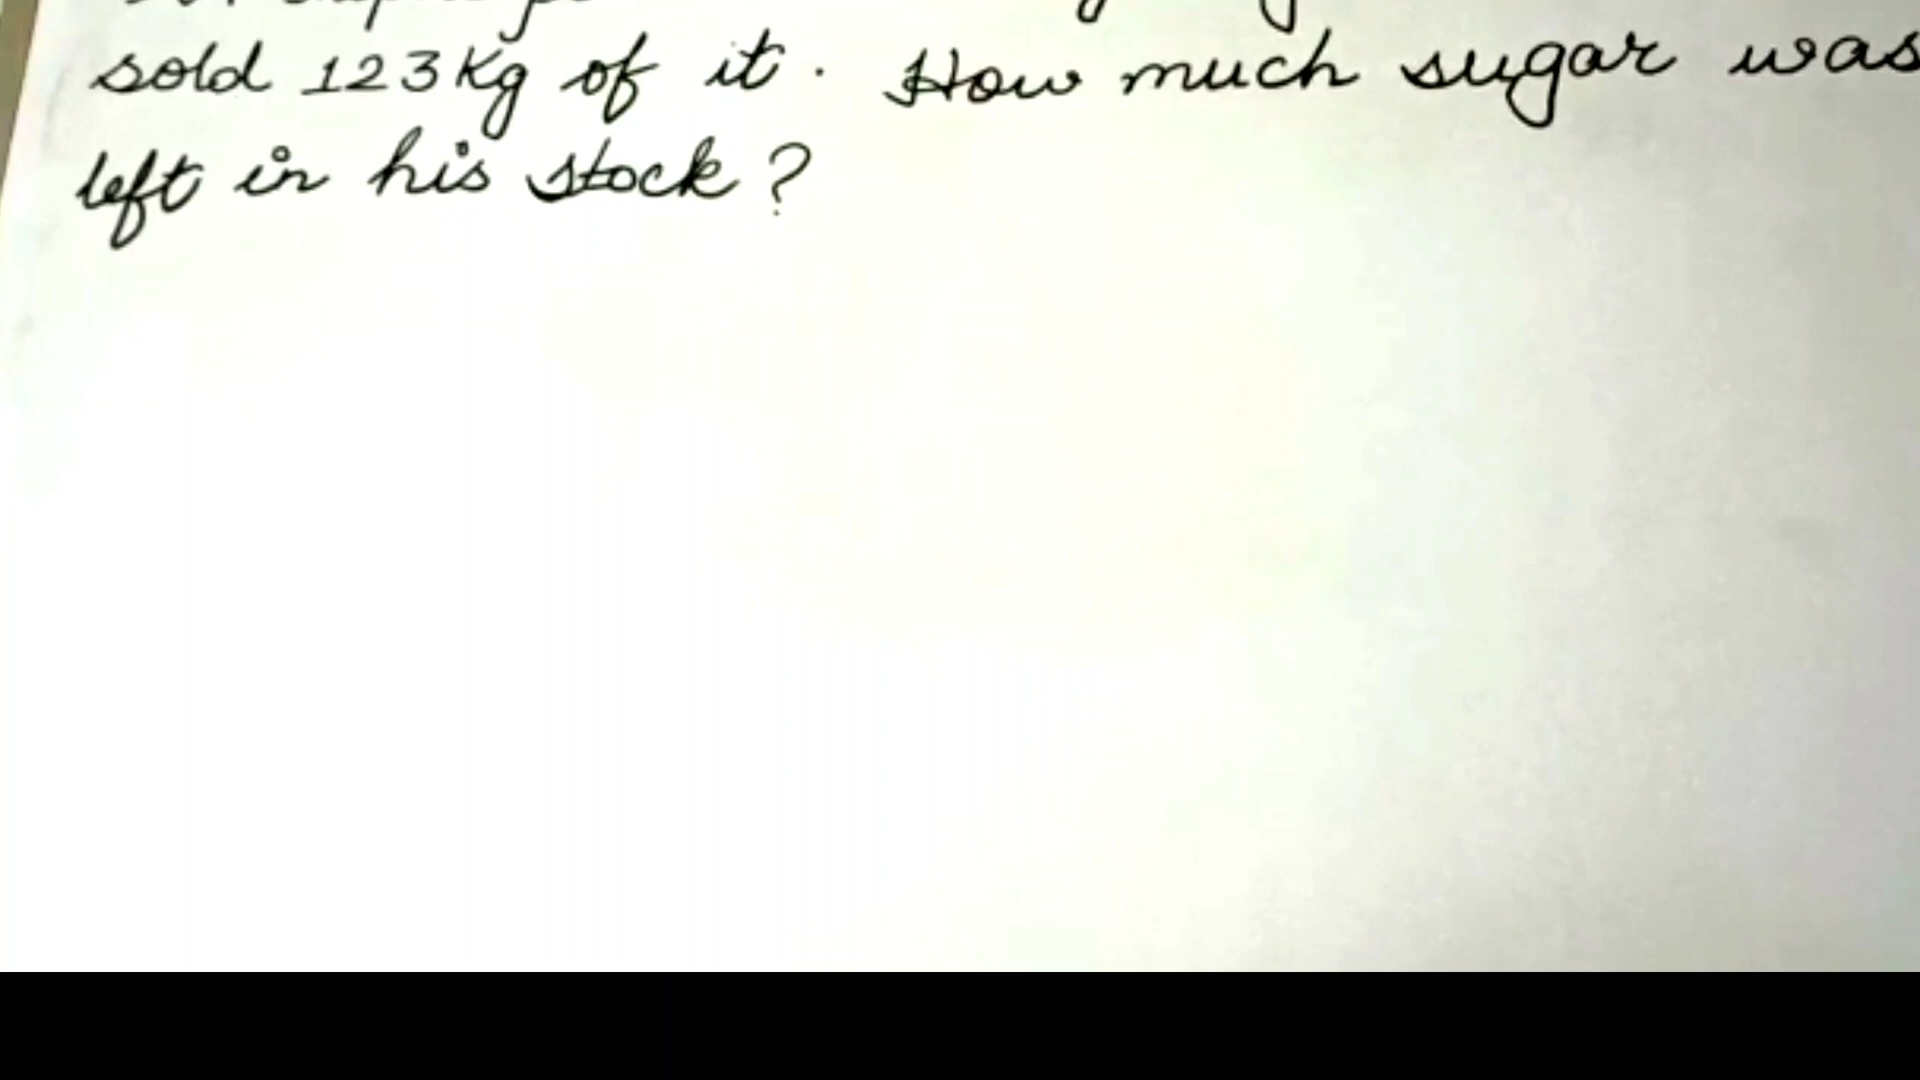 sold 123 Kg of it. How much sugar was
left in his stock?